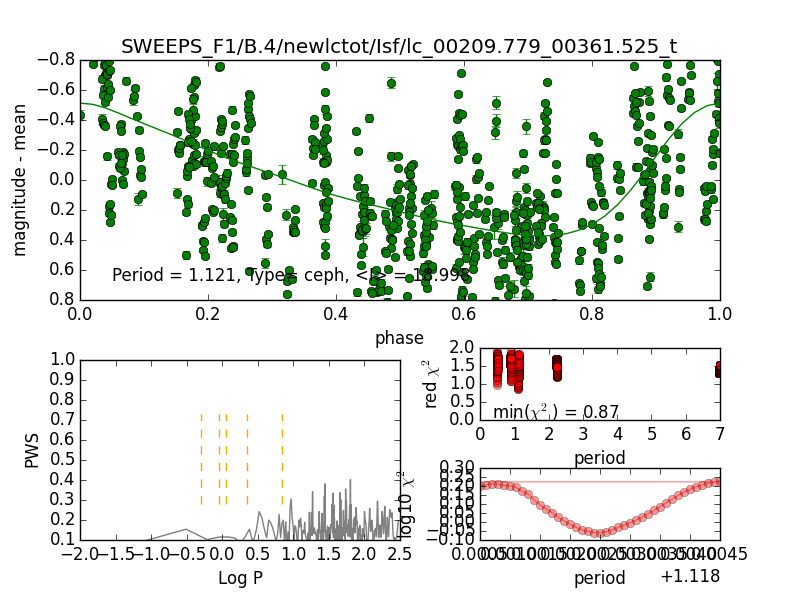 SWEEPS_F1/B.4/newlctot/Isf/lc_00209.779_00361.525_t
magnitude - mean
−0.8
−0.6
−0.4
−0.2
0.0
0.2
0.4
0.6
0.8
Period = 1.121, Type= ceph, <I> =
0.0 0.2 0.4 0.6 0.8 1.0
phase
PWS
1.0
0.9
0.8
0.7
0.6
0.5
0.4
0.3
0.2
0.1
−2.0 −1.5 −1.0 −0.5 0.0 0.5 1.0 1.5 2.0 2.5
Log P
red χ²
2.0
1.5
1.0
0.5
0.0
min(χ²) = 0.87
0 1 2 3 4 5 6 7
period
log10 χ²
0.30
0.25
0.20
0.15
0.10
0.05
0.00
period
+1.118